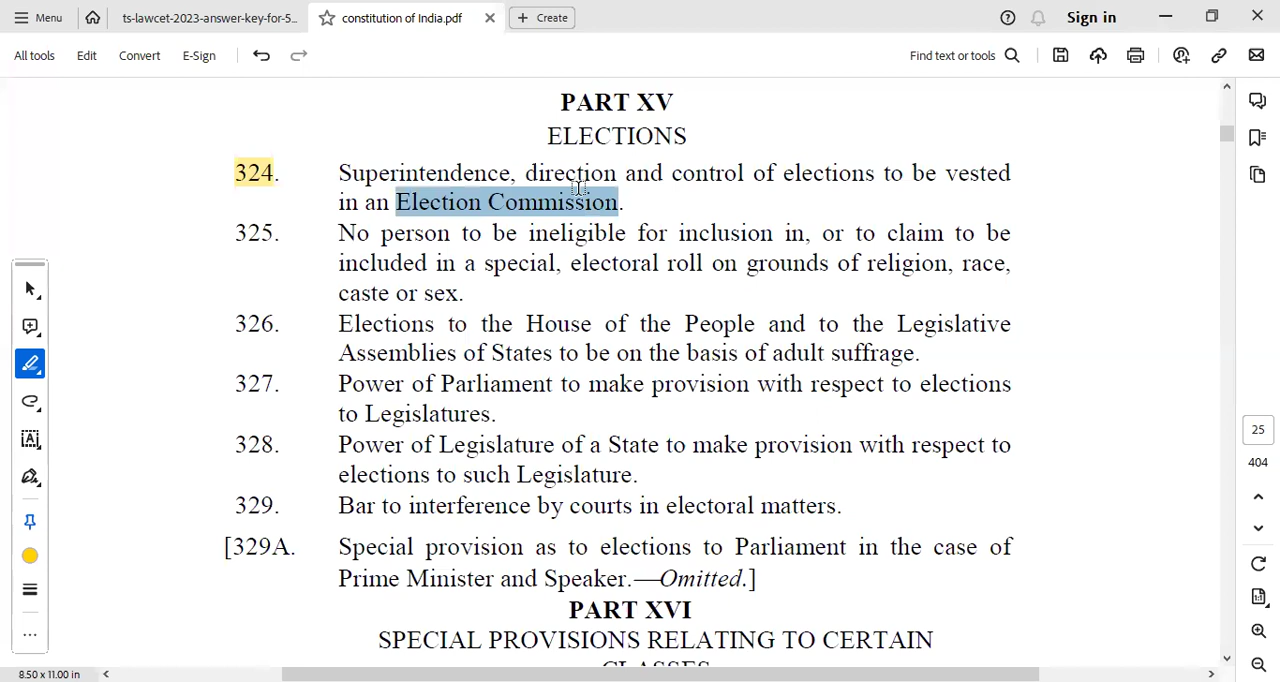 Menu ts-lawcet-2023-answer-key-for-5... constitution of India.pdf Create Sign in
All tools Edit Convert E-Sign Find text or tools
PART XV
ELECTIONS
324. Superintendence, direction and control of elections to be vested
in an Election Commission.
325. No person to be ineligible for inclusion in, or to claim to be
included in a special, electoral roll on grounds of religion, race,
caste or sex.
326. Elections to the House of the People and to the Legislative
Assemblies of States to be on the basis of adult suffrage.
327. Power of Parliament to make provision with respect to elections
to Legislatures.
328. Power of Legislature of a State to make provision with respect to
elections to such Legislature.
329. Bar to interference by courts in electoral matters.
[329A. Special provision as to elections to Parliament in the case of
Prime Minister and Speaker.—Omitted.]
PART XVI
SPECIAL PROVISIONS RELATING TO CERTAIN
CLASSES
25
404
8.50 x 11.00 in